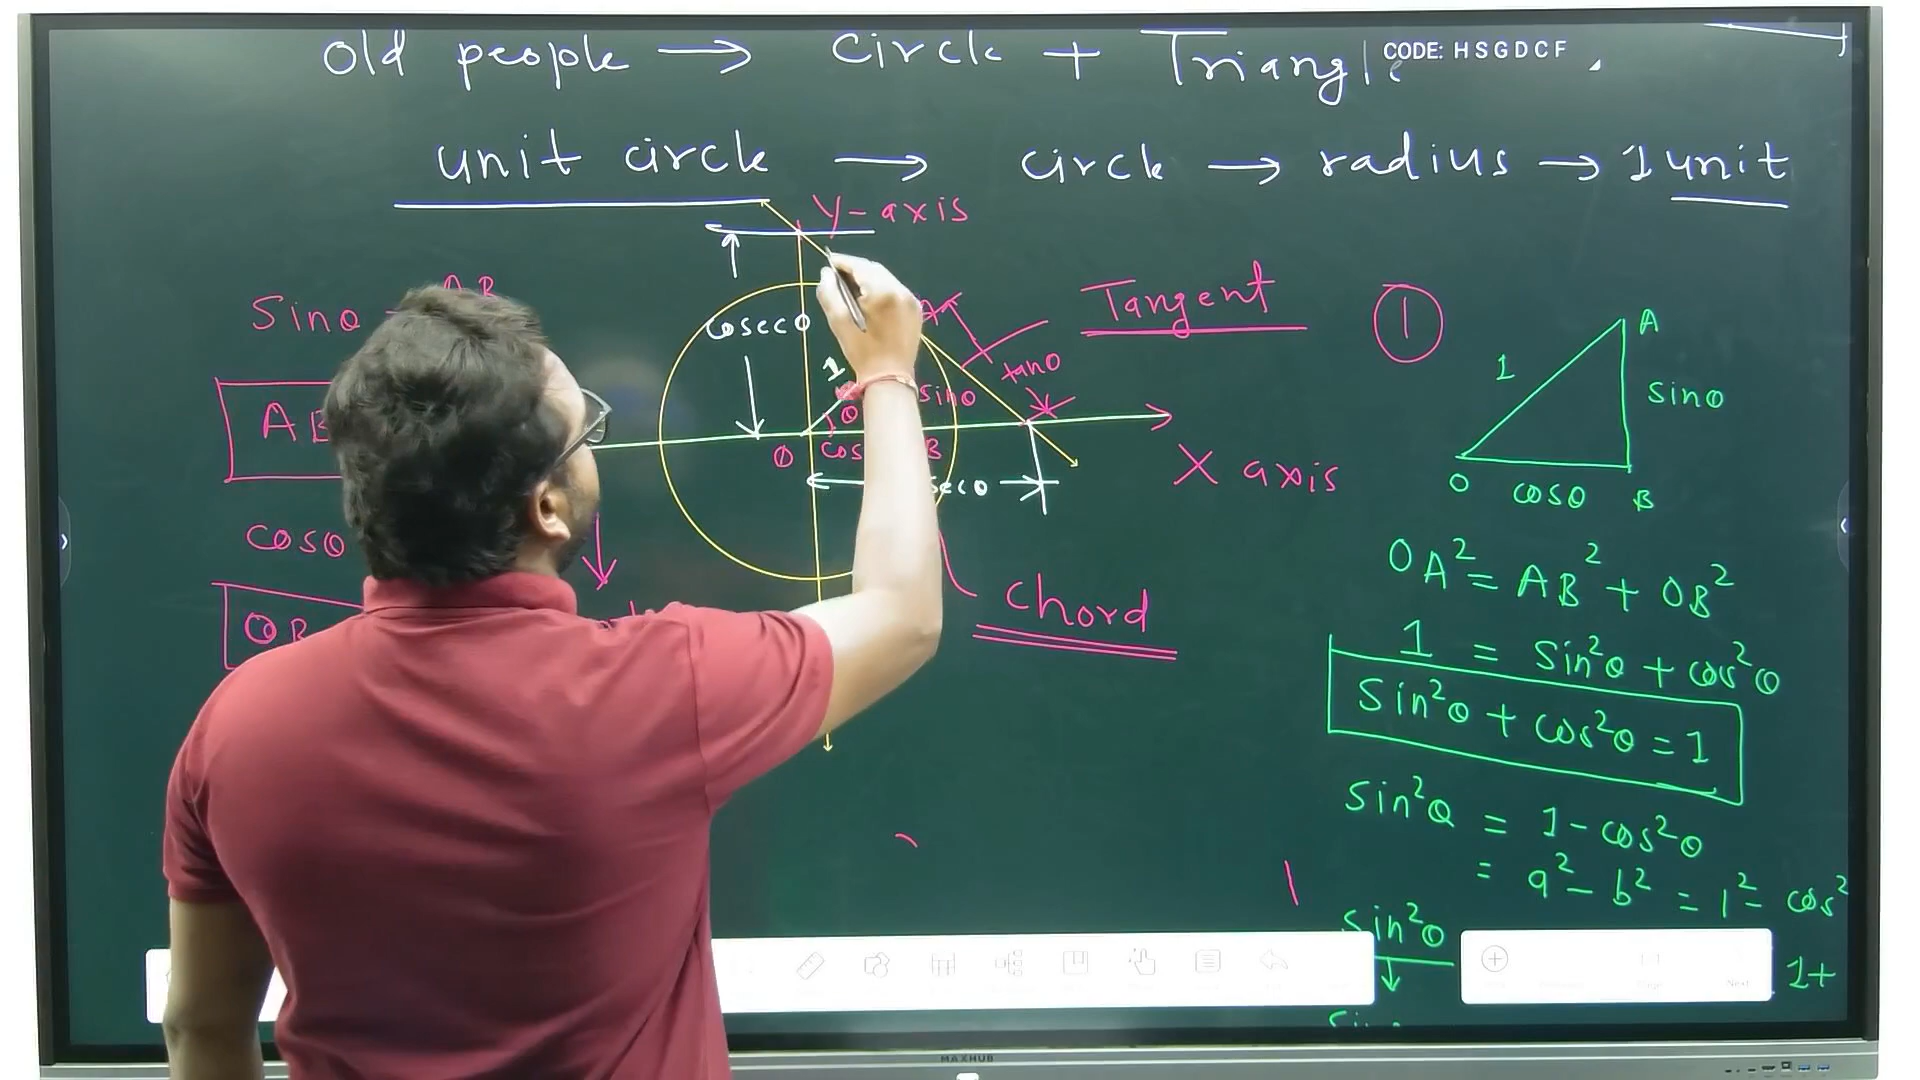 Old people → Circle + Triangle
CODE: HSGDCF
unit circle → circle → radius → 1 unit
Y-axis
Sinθ
AB
Tangent
1
cosecθ
1
tanθ
sinθ
θ
O
cos
B
secθ
X axis
cosθ
OB
Chord
A
1
sinθ
O
cosθ
B
OA² = AB² + OB²
1 = Sin²θ + cos²θ
Sin²θ + cos²θ = 1
Sin²θ = 1 - cos²θ
= a² - b² = 1² - cos²
Sin²θ
1+
MAXHUB